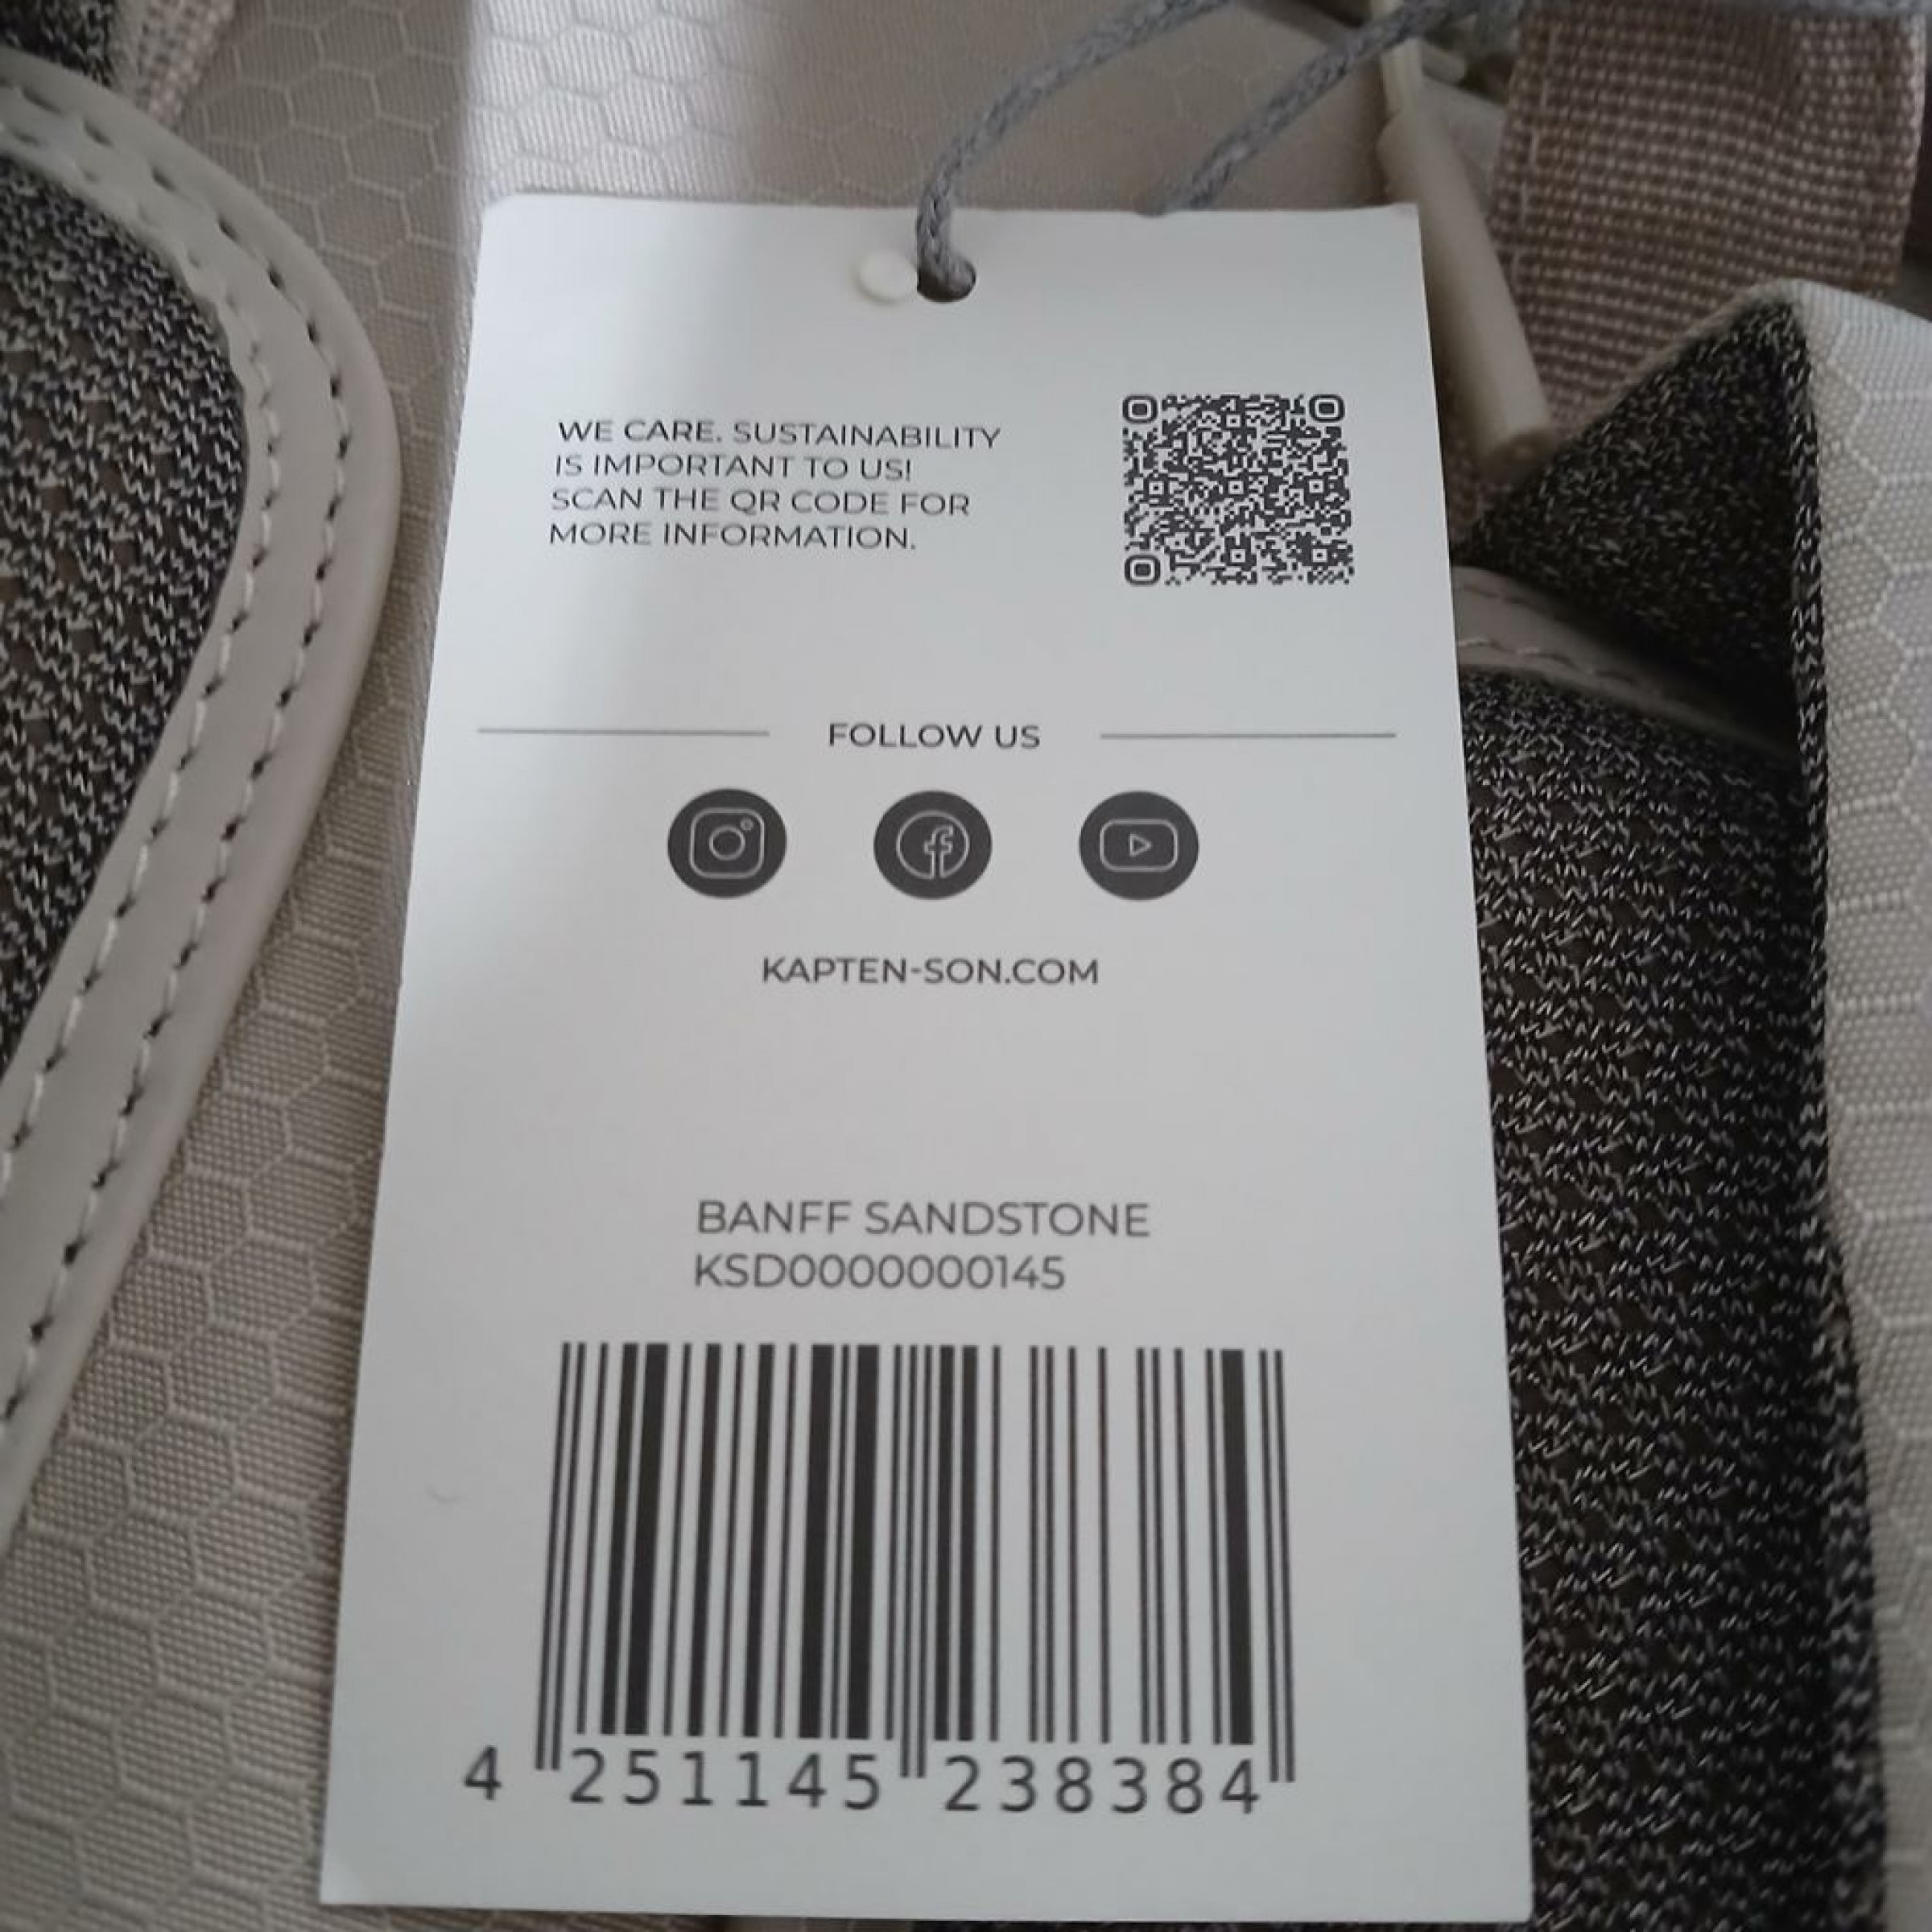 WE CARE. SUSTAINABILITY
IS IMPORTANT TO US!
SCAN THE QR CODE FOR
MORE INFORMATION.
FOLLOW US
KAPTEN-SON.COM
BANFF SANDSTONE
KSD0000000145
4 251145 238384